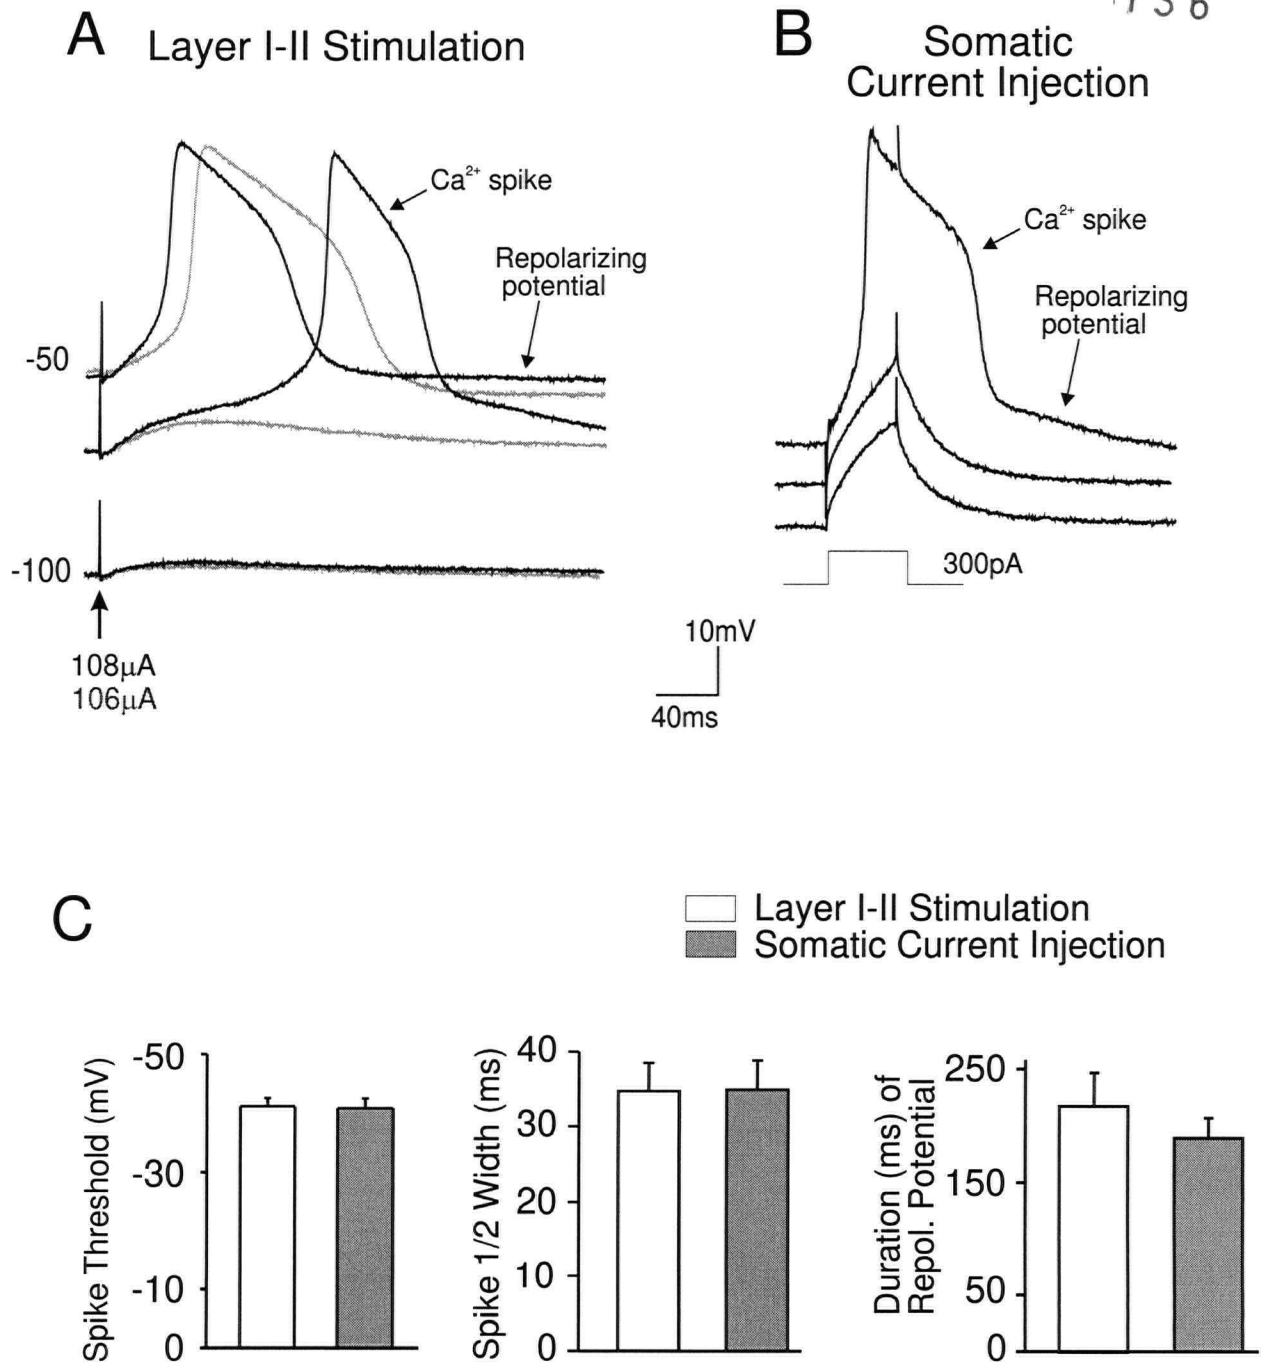 A
Layer I-II Stimulation
B
Somatic
Current Injection
Ca2+ spike
Repolarizing
potential
-50
-100
108µA
106µA
Ca2+ spike
Repolarizing
potential
300pA
10mV
40ms
C
Layer I-II Stimulation
Somatic Current Injection
Spike Threshold (mV)
-50
-30
-10
0
Spike 1/2 Width (ms)
40
30
20
10
0
Duration (ms) of
Repol. Potential
250
150
50
0